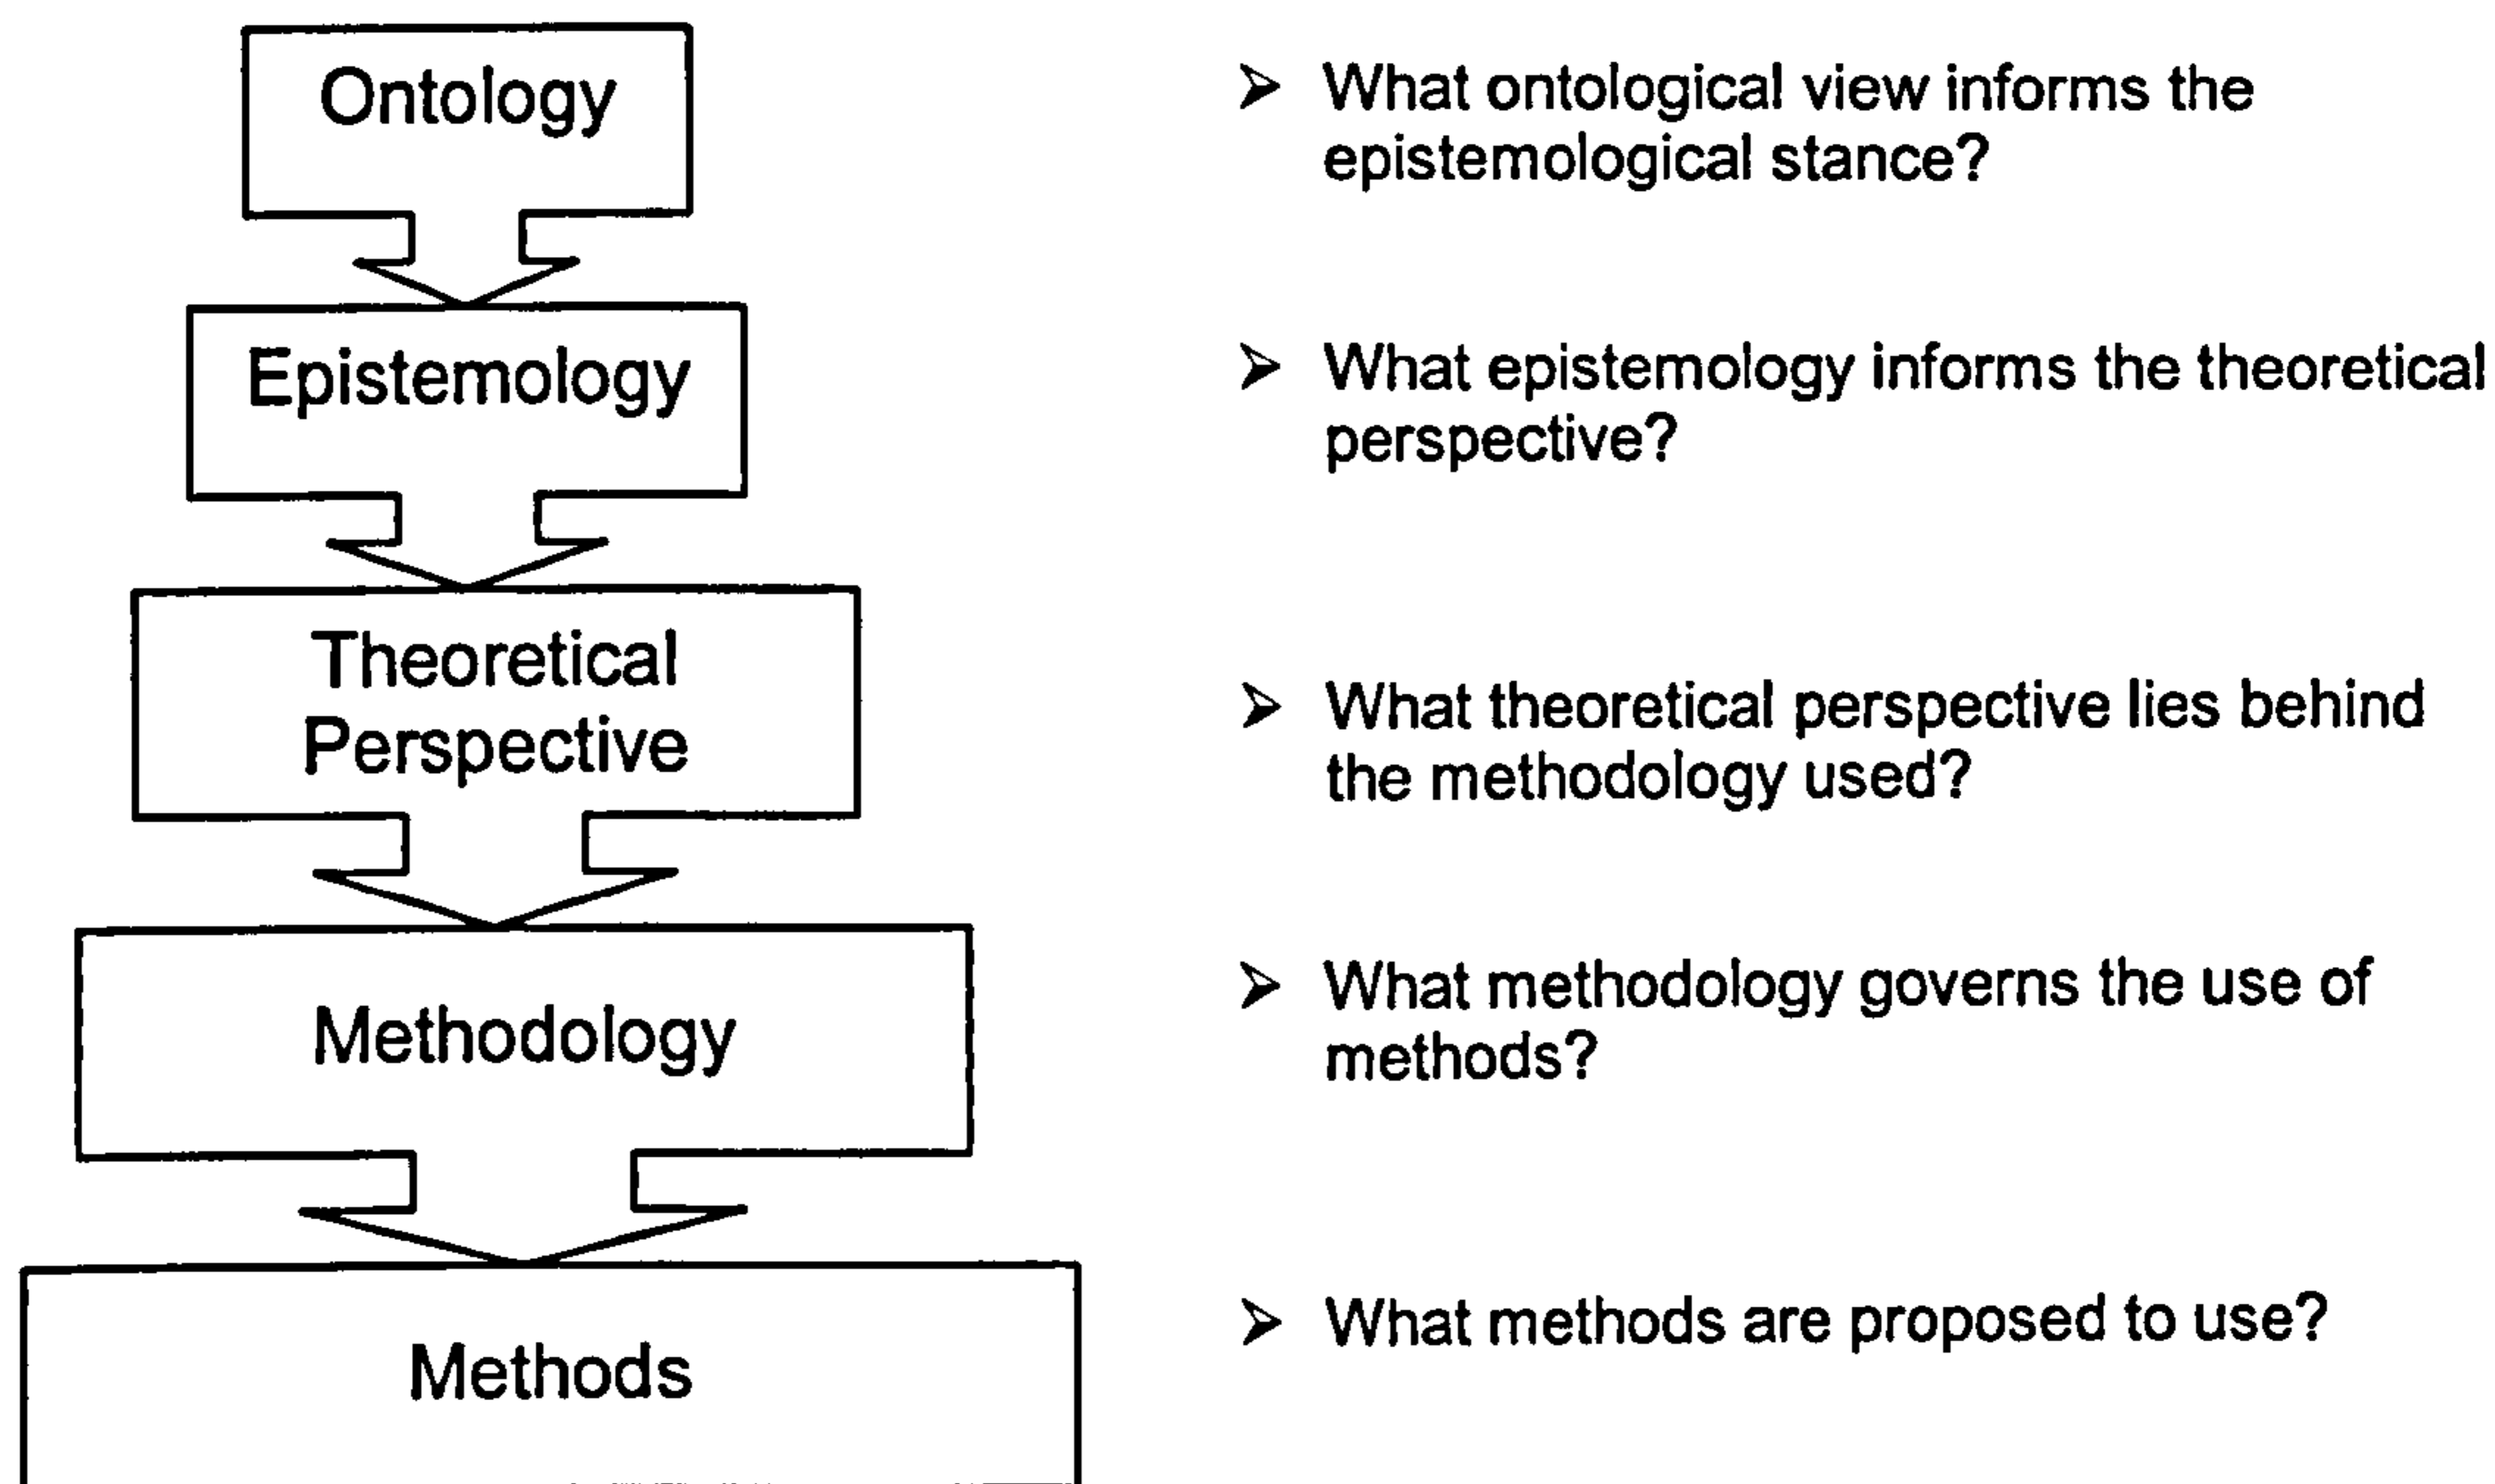 Ontology
➢ What ontological view informs the
epistemological stance?
Epistemology
➢ What epistemology informs the theoretical
perspective?
Theoretical
Perspective
➢ What theoretical perspective lies behind
the methodology used?
Methodology
➢ What methodology governs the use of
methods?
Methods
➢ What methods are proposed to use?